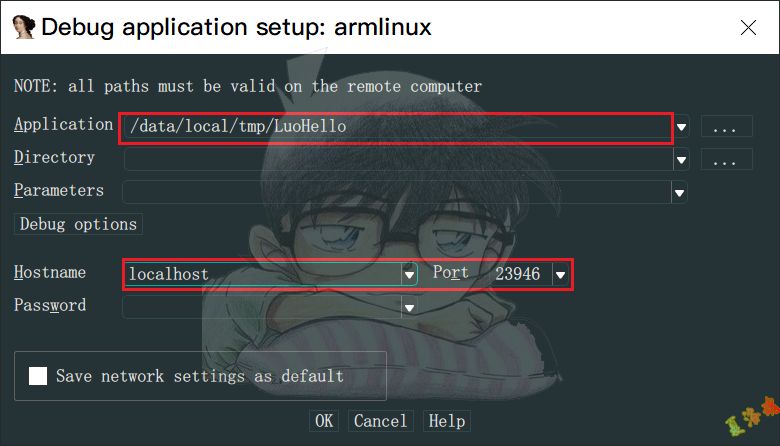 Debug application setup: armlinux
NOTE: all paths must be valid on the remote computer
Application /data/local/tmp/LuoHello ...
Directory ...
Parameters
Debug options
Hostname localhost Port 23946
Password
Save network settings as default
OK Cancel Help